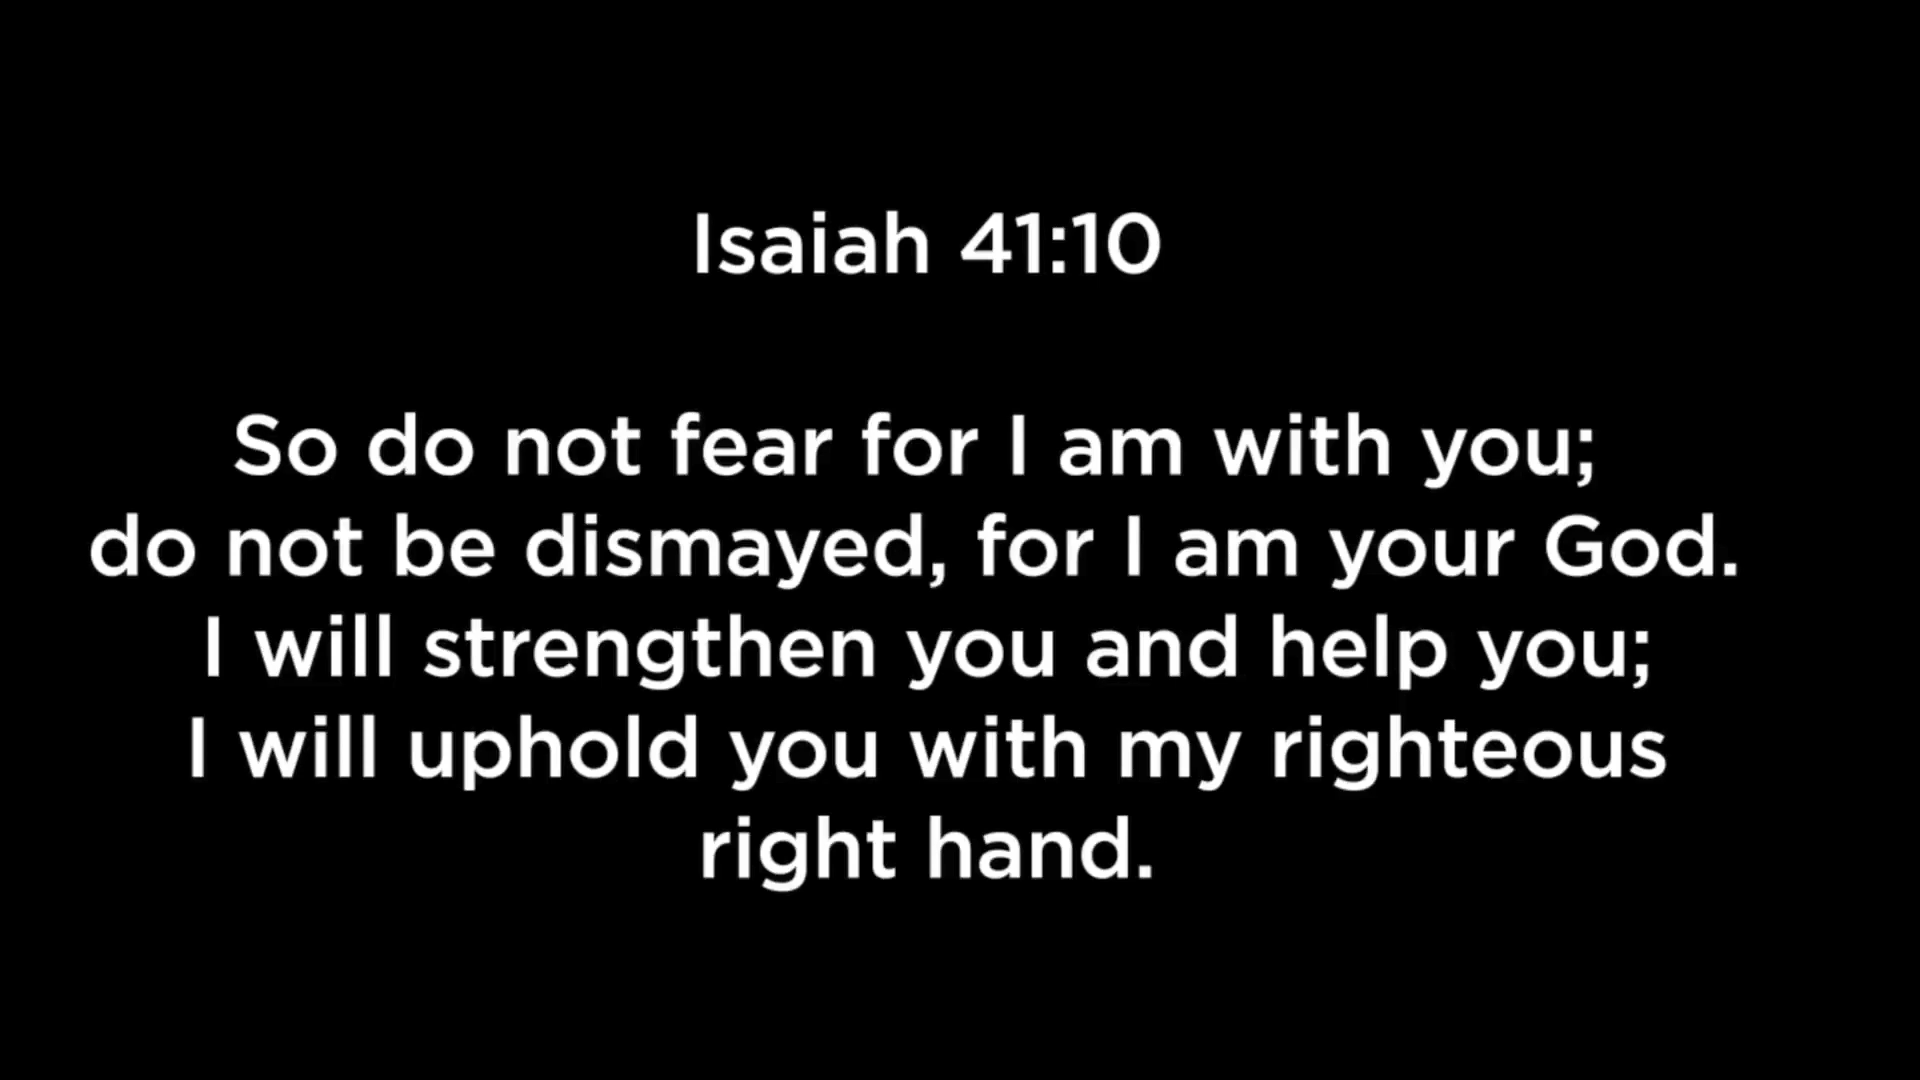 Isaiah 41:10
So do not fear for I am with you;
do not be dismayed, for I am your God.
I will strengthen you and help you;
I will uphold you with my righteous
right hand.